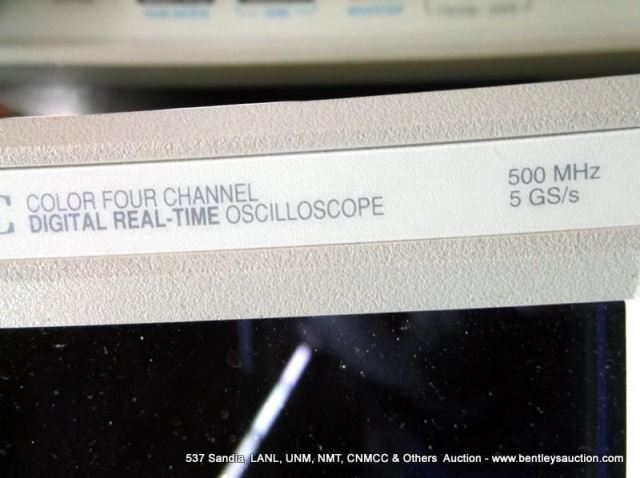 C COLOR FOUR CHANNEL
DIGITAL REAL-TIME OSCILLOSCOPE
500 MHz
5 GS/s
537 Sandia, LANL, UNM, NMT, CNMCC & Others Auction - www.bentleysauction.com